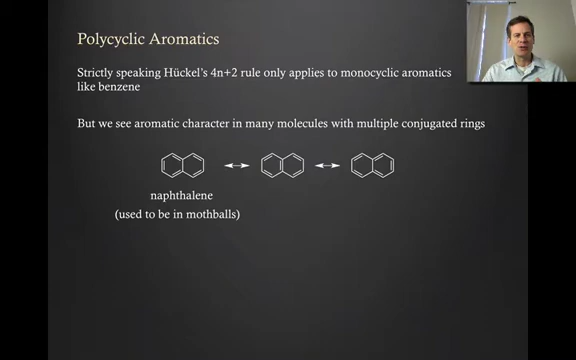 Polycyclic Aromatics
Strictly speaking Hückel's 4n+2 rule only applies to monocyclic aromatics
like benzene
But we see aromatic character in many molecules with multiple conjugated rings
naphthalene
(used to be in mothballs)